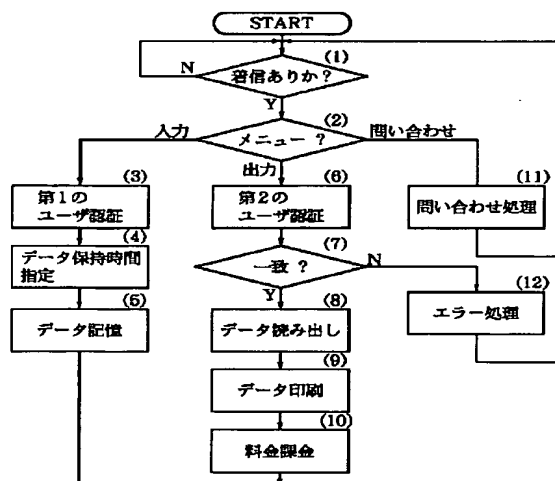 START
(1)
N
着信ありか?
Y
(2)
入力
メニュー ?
問い合わせ
出力
(3)
第1の
ユーザ認証
(6)
第2の
ユーザ認証
(11)
問い合わせ処理
(4)
データ保持時間
指定
(7)
一致?
N
Y
(5)
データ記憶
(8)
データ読み出し
(12)
エラー処理
(9)
データ印刷
(10)
料金課金